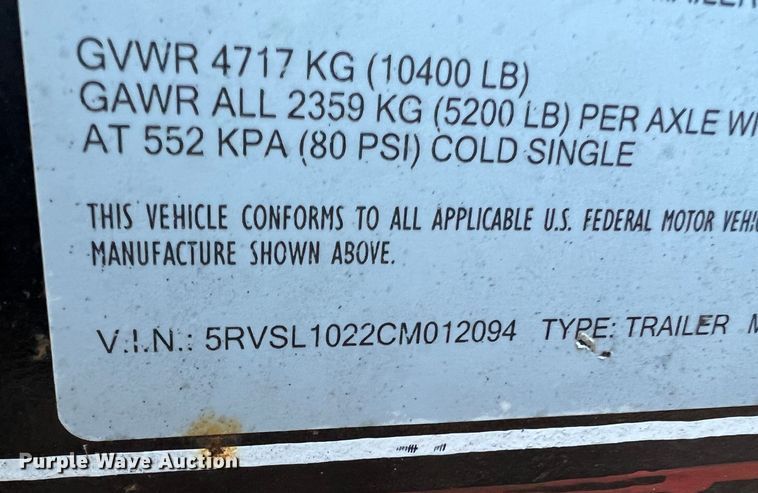 GVWR 4717 KG (10400 LB)
GAWR ALL 2359 KG (5200 LB) PER AXLE
AT 552 KPA (80 PSI) COLD SINGLE
THIS VEHICLE CONFORMS TO ALL APPLICABLE U.S. FEDERAL MOTOR
MANUFACTURE SHOWN ABOVE.
V.I.N.: 5RVSL1022CM012094 TYPE: TRAILER
Purple Wave Auction